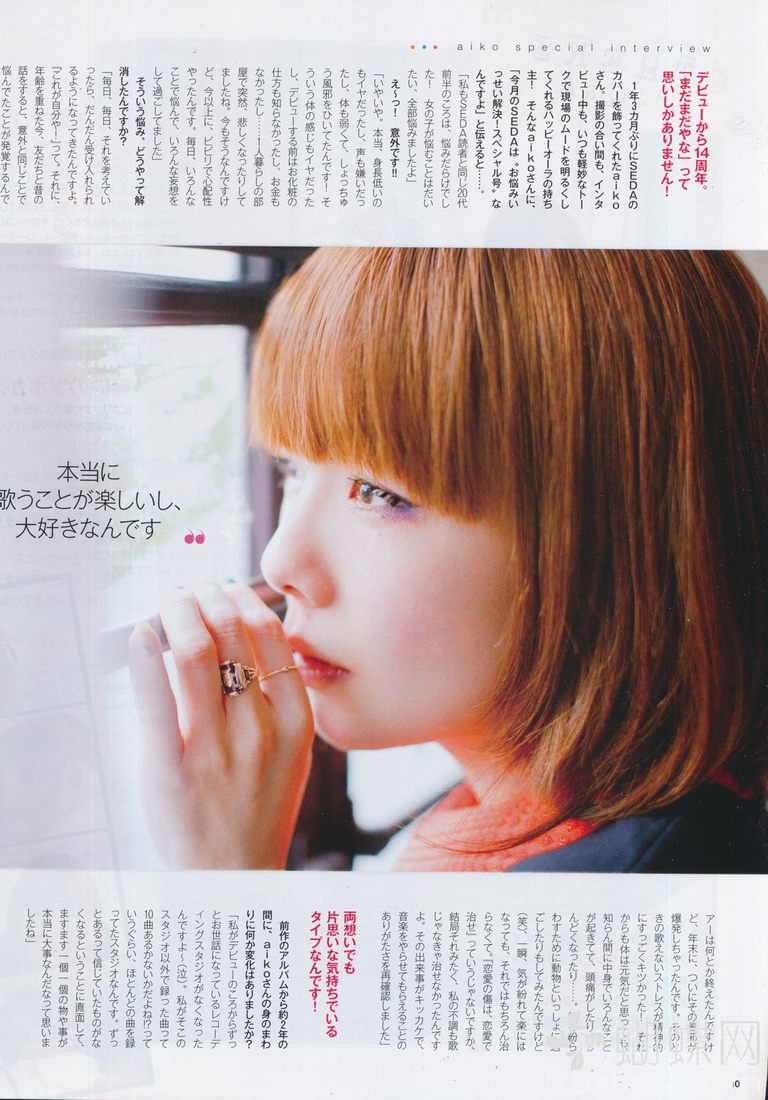 aiko special interview
デビューから14周年。
「まだまだやな」って
思いしかありません！
1年3カ月ぶりにSEDAの
カバーを飾ってくれたaiko
さん。撮影の合い間も、インタ
ビュー中も、いつも軽妙なトー
クで現場のムードを明るくし
てくれるハッピーオーラの持ち
主！ そんなaikoさんに、
「今月のSEDAは〝お悩みい
っせい解決！スペシャル号〟な
んですよ」と伝えると……。
「私もSEDA読者と同じ20代
前半のころは、悩みだらけでし
た！ 女の子が悩むことはだい
たい、全部悩みましたよ」
え〜っ！ 意外です!!
「いやいや。本当、身長低いの
もイヤだったし、声も嫌いだっ
たし、体も弱くて、しょっちゅ
う風邪をひいてたんです！ そ
ういう体の感じもイヤだった
し、デビューする前はお化粧の
仕方も知らなかったし、お金も
なかったし……1人暮らしの部
屋で突然、悲しくなったりして
ましたね。今もそうなんですけ
ど、今以上に、ビビリで心配性
やったんです。毎日、いろんな
ことで悩んで、いろんな妄想を
して過ごしてました」
そういう悩み、どうやって解
消したんですか？
「毎日、毎日、それを考えてい
ったら、だんだん受け入れられ
るようになってきたんですよ。
『これが自分や！』って。それに、
年齢を重ねた今、友だちと昔の
話をすると、意外と同じことで
悩んでたことが発覚するんで
本当に
歌うことが楽しいし、
大好きなんです
アーは何とか終えたんですけ
ど、年末に、ついにその
爆発しちゃったんです。そのと
きの歌えないストレスが精神的
にすっごくキツかった！ それ
からも体は元気だと思って
知らん間に中身でいろんなこと
が起きてて、頭痛がしたり
んどくなったり……。 紛ら
わすために動物といっしょ
ごしたりもしてみたんですけど
（笑）、一瞬、気が紛れて楽には
なっても、それではもちろん治
らなくて。『恋愛の傷は、恋愛で
治せ』っていうじゃないですか。
結局それみたく、私の不調も歌
じゃなきゃ治せなかったんです
よ。その出来事がキッカケで、
音楽をやらせてもらえることの
ありがたさを再確認しました」
両想いでも
片思いな気持ちでいる
タイプなんです！
前作のアルバムから約2年の
間に、aikoさんの身のまわ
りに何か変化はありましたか？
「私がデビューのころからずっ
とお世話になっているレコーデ
ィングスタジオがなくなった
んですよ〜（泣）。私がそこの
スタジオ以外で録った曲って
10曲あるかないかだよね!?って
いうぐらい、ほとんどの曲を録
ってたスタジオなんです。ずっ
とあるって信じていたものがな
くなるということに直面して、
ますます一個一個の物や事が
本当に大事なんだなって思いま
したね」
蝴蝶网